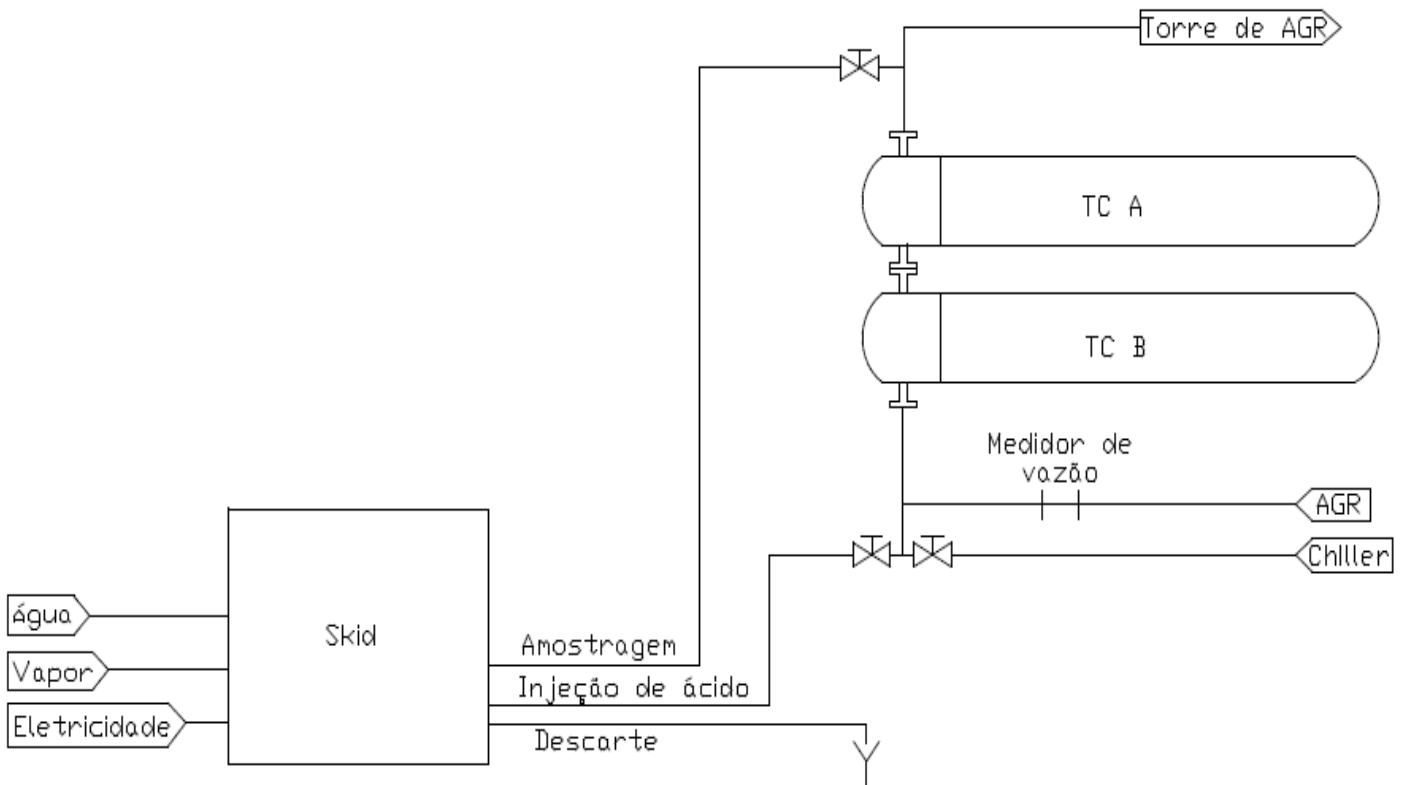 Torre de AGR
TC A
TC B
Medidor de
vazão
AGR
Chiller
água
Vapor
Eletricidade
Skid
Amostragem
Injeção de ácido
Descarte